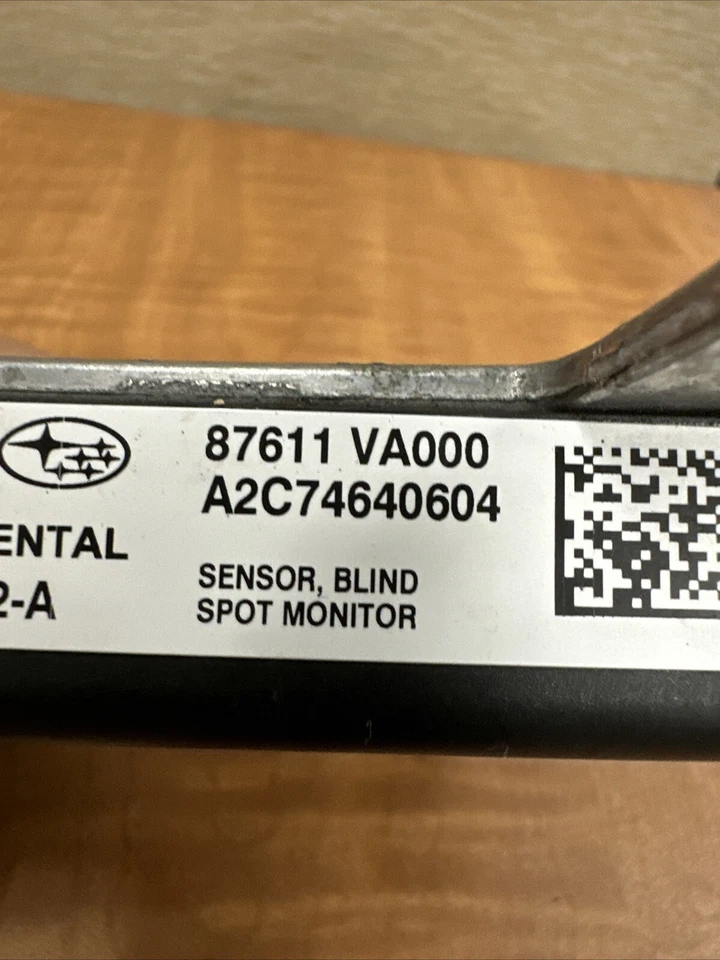 87611 VA000
A2C74640604
ENTAL
2-A
SENSOR, BLIND
SPOT MONITOR